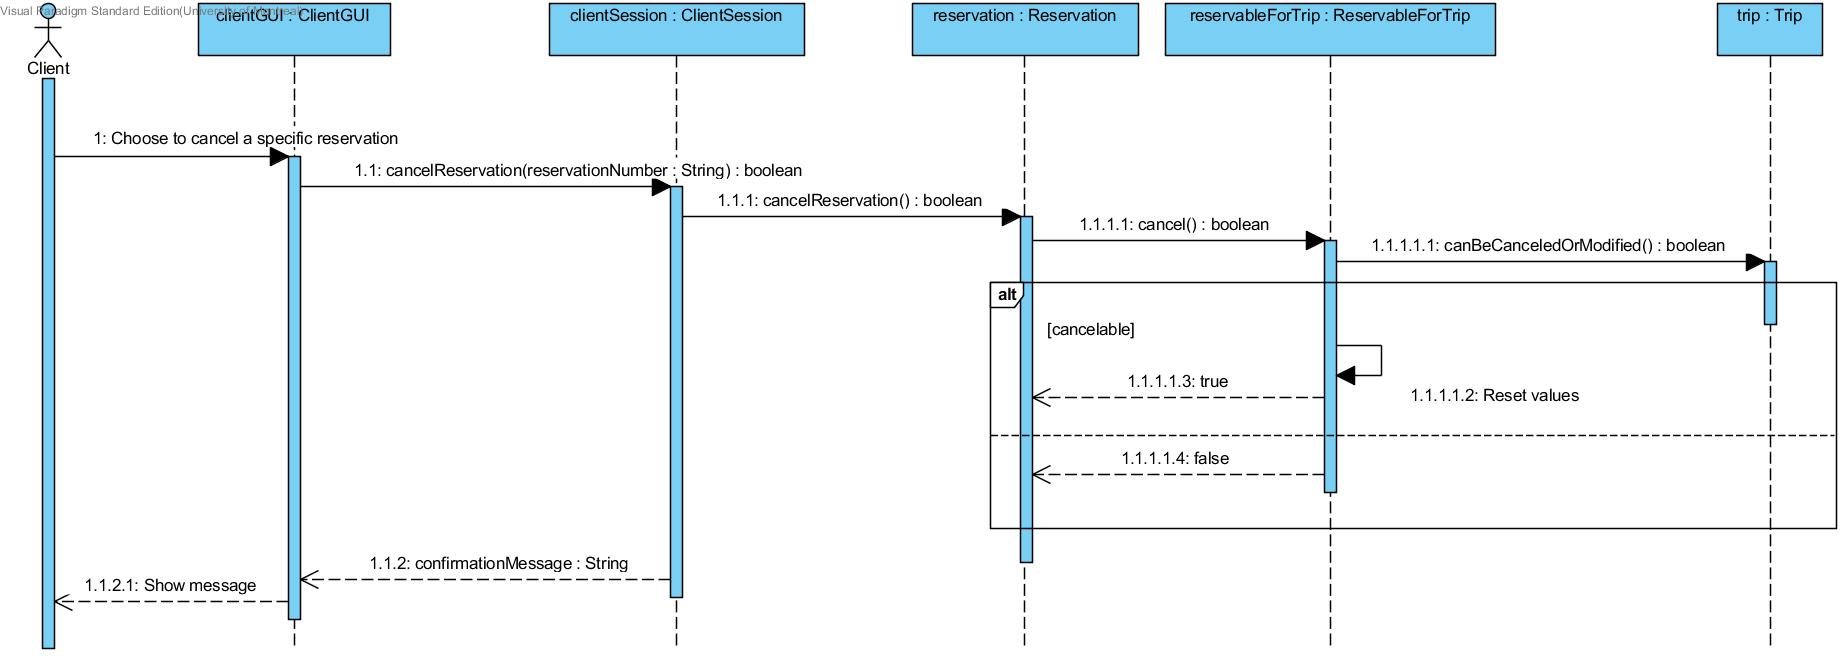 Visual Paradigm Standard Edition(University of Montreal)
clientGUI : ClientGUI
clientSession : ClientSession
reservation : Reservation
reservableForTrip : ReservableForTrip
trip : Trip
Client
1: Choose to cancel a specific reservation
1.1: cancelReservation(reservationNumber : String) : boolean
1.1.1: cancelReservation() : boolean
1.1.1.1: cancel() : boolean
1.1.1.1.1: canBeCanceledOrModified() : boolean
alt
[cancelable]
1.1.1.1.3: true
1.1.1.1.2: Reset values
1.1.1.1.4: false
1.1.2: confirmationMessage : String
1.1.2.1: Show message